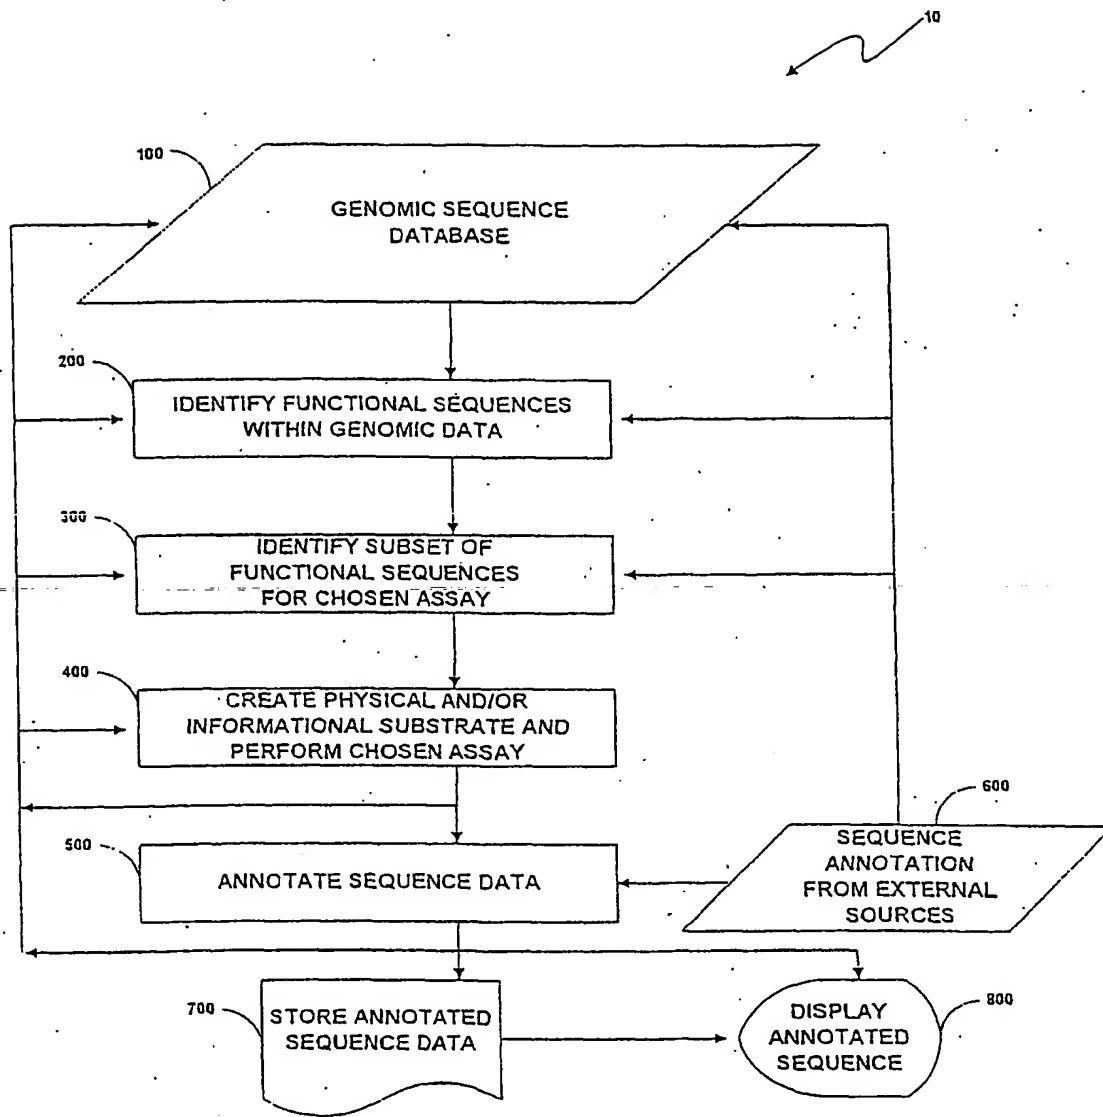 10
100
GENOMIC SEQUENCE
DATABASE
200
IDENTIFY FUNCTIONAL SEQUENCES
WITHIN GENOMIC DATA
300
IDENTIFY SUBSET OF
FUNCTIONAL SEQUENCES
FOR CHOSEN ASSAY
400
CREATE PHYSICAL AND/OR
INFORMATIONAL SUBSTRATE AND
PERFORM CHOSEN ASSAY
600
SEQUENCE
ANNOTATION
FROM EXTERNAL
SOURCES
500
ANNOTATE SEQUENCE DATA
700
STORE ANNOTATED
SEQUENCE DATA
800
DISPLAY
ANNOTATED
SEQUENCE